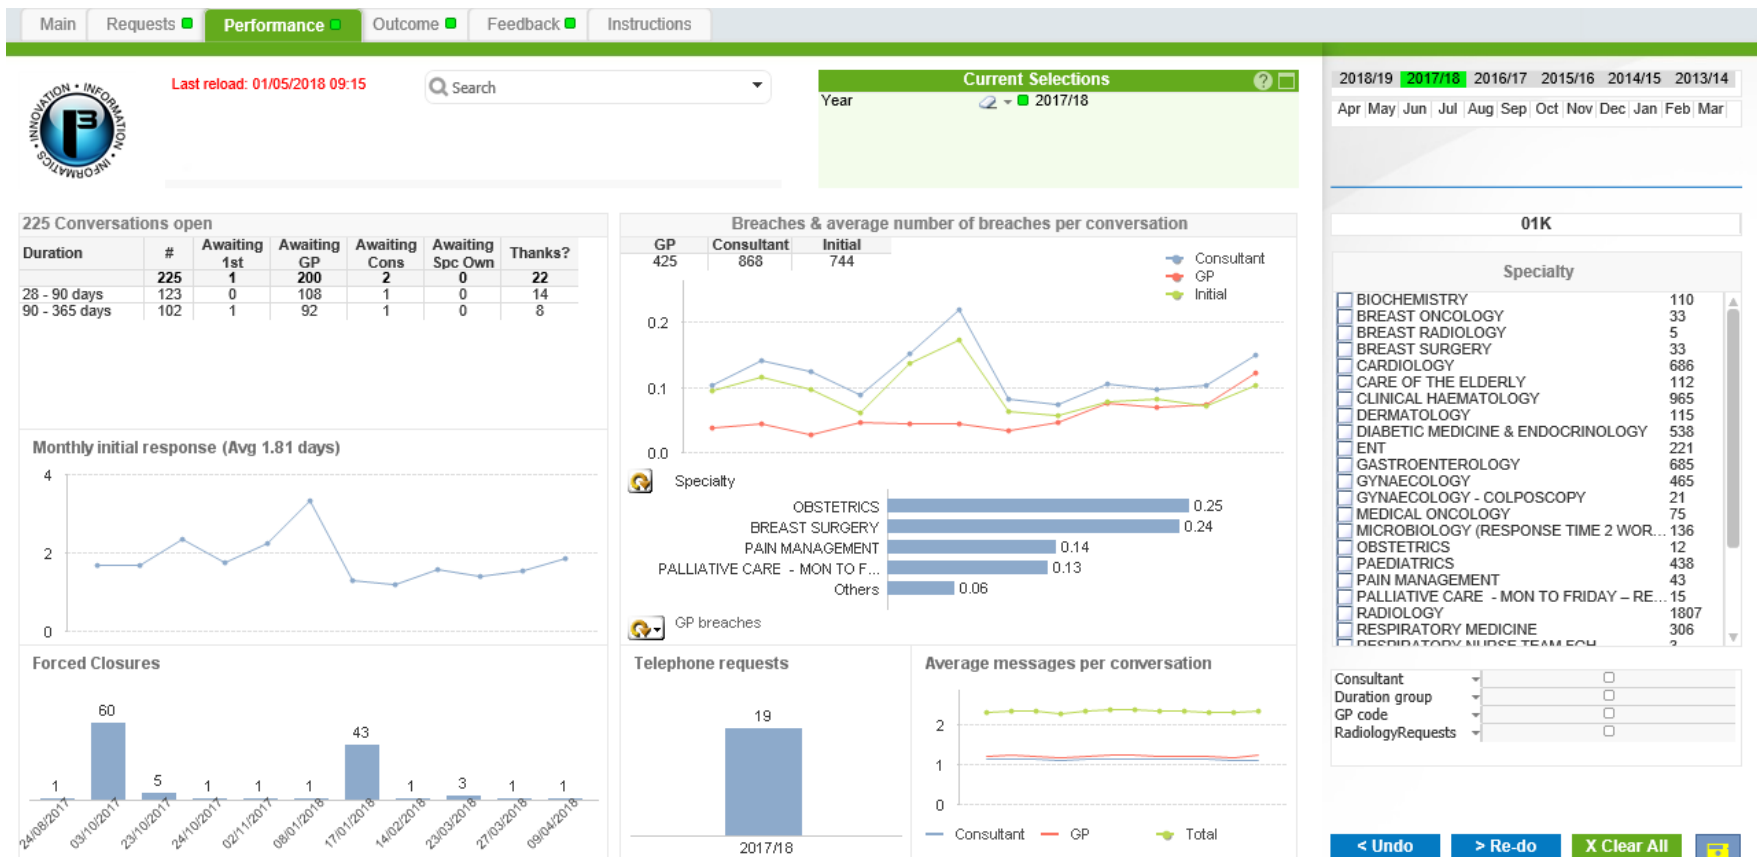 Main Requests Performance Outcome Feedback Instructions
INNOVATION • INFORMATION • INFORMATICS •
Last reload: 01/05/2018 09:15
Search
Current Selections
Year 2017/18
2018/19 2017/18 2016/17 2015/16 2014/15 2013/14
Apr May Jun Jul Aug Sep Oct Nov Dec Jan Feb Mar
225 Conversations open
Duration # Awaiting 1st Awaiting GP Awaiting Cons Awaiting Spc Own Thanks?
225 1 200 2 0 22
28 - 90 days 123 0 108 1 0 14
90 - 365 days 102 1 92 1 0 8
Monthly initial response (Avg 1.81 days)
4
2
0
Forced Closures
1 60 5 1 1 1 43 1 3 1 1
24/08/2017 03/10/2017 23/10/2017 24/10/2017 02/11/2017 08/01/2018 17/01/2018 14/02/2018 23/03/2018 27/03/2018 09/04/2018
Breaches & average number of breaches per conversation
GP Consultant Initial
425 868 744
Consultant
GP
Initial
0.2
0.1
0.0
Specialty
OBSTETRICS 0.25
BREAST SURGERY 0.24
PAIN MANAGEMENT 0.14
PALLIATIVE CARE - MON TO F... 0.13
Others 0.06
GP breaches
Telephone requests
19
2017/18
Average messages per conversation
2
1
0
Consultant GP Total
01K
Specialty
BIOCHEMISTRY 110
BREAST ONCOLOGY 33
BREAST RADIOLOGY 5
BREAST SURGERY 33
CARDIOLOGY 686
CARE OF THE ELDERLY 112
CLINICAL HAEMATOLOGY 965
DERMATOLOGY 115
DIABETIC MEDICINE & ENDOCRINOLOGY 538
ENT 221
GASTROENTEROLOGY 685
GYNAECOLOGY 465
GYNAECOLOGY - COLPOSCOPY 21
MEDICAL ONCOLOGY 75
MICROBIOLOGY (RESPONSE TIME 2 WOR... 136
OBSTETRICS 12
PAEDIATRICS 438
PAIN MANAGEMENT 43
PALLIATIVE CARE - MON TO FRIDAY – RE... 15
RADIOLOGY 1807
RESPIRATORY MEDICINE 306
RESPIRATORY NURSE TEAM
Consultant
Duration group
GP code
RadiologyRequests
< Undo > Re-do X Clear All